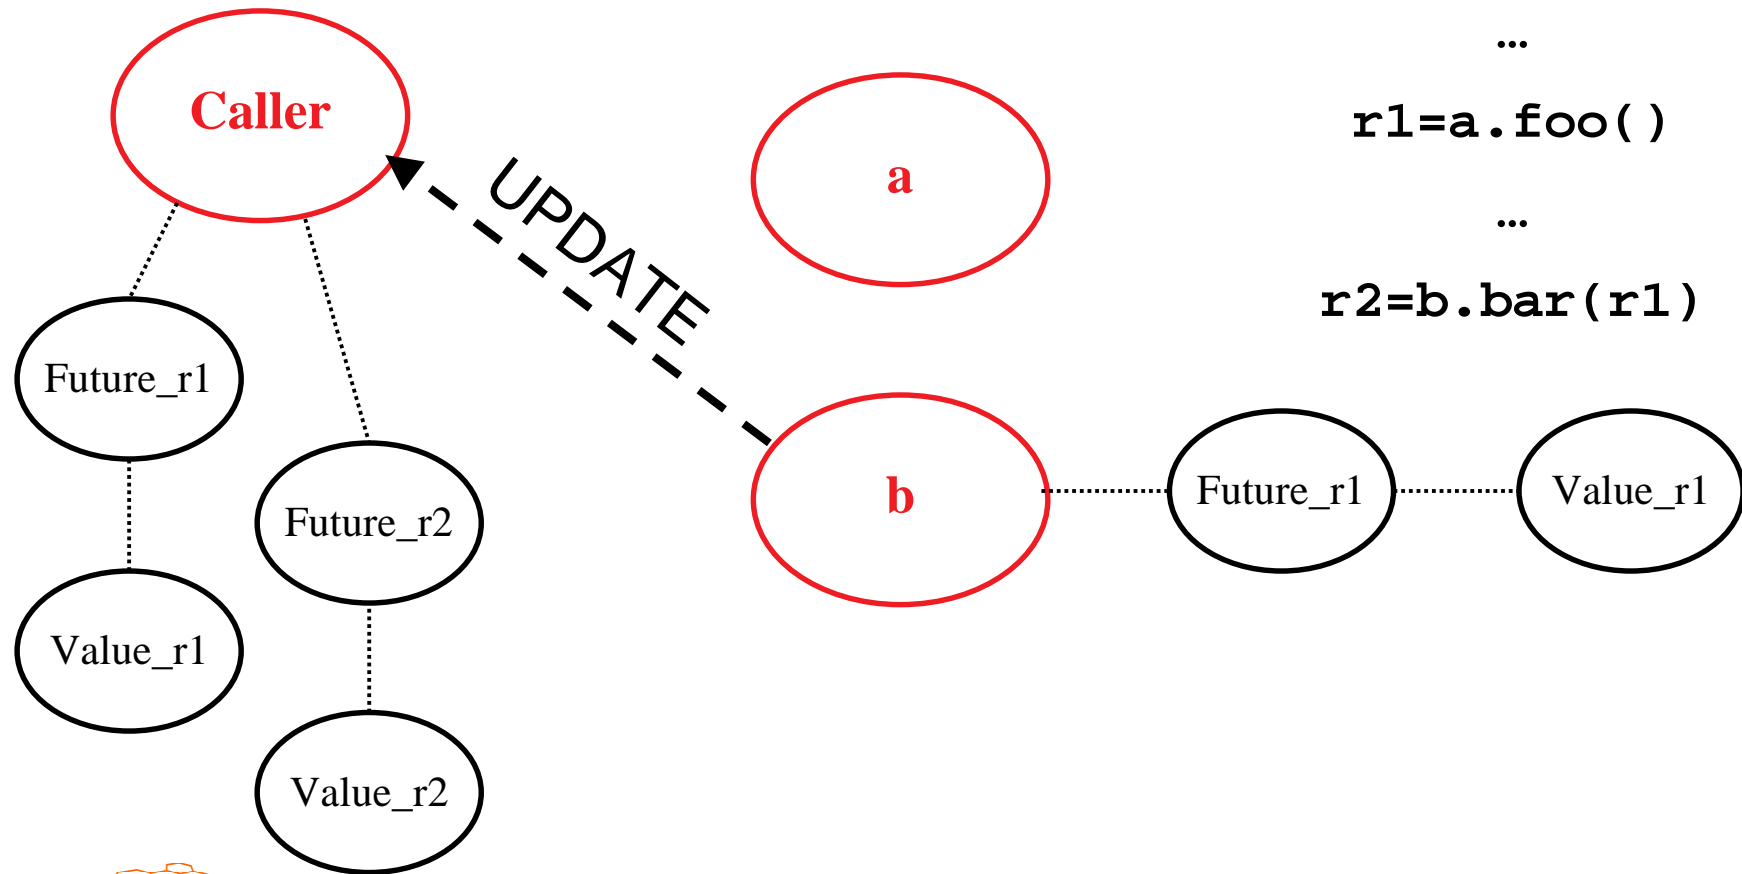 Caller
UPDATE
a
b
Future_r1
Value_r1
Future_r2
Value_r2
Future_r1
Value_r1
...
r1=a.foo()
...
r2=b.bar(r1)